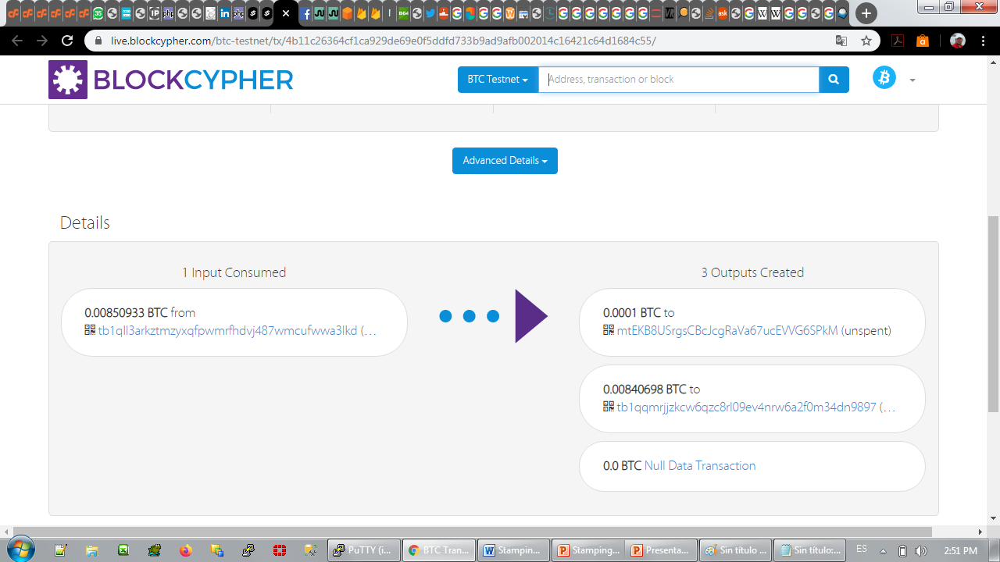 live.blockcypher.com/btc-testnet/tx/4b11c26364cf1ca929de69e0f5ddfd733b9ad9afb002014c16421c64d1684c55/
BLOCKCYPHER
BTC Testnet
Address, transaction or block
Advanced Details
Details
1 Input Consumed
3 Outputs Created
0.00850933 BTC from
tb1qll3arkztmzyxqfpwmrfhdvj487wmcufwwa3lkd (...
0.0001 BTC to
mtEKB8USrgsCBcJcgRaVa67ucEVVG6SPkM (unspent)
0.00840698 BTC to
tb1qqmrjjzkcw6qzc8rl09ev4nrw6a2f0m34dn9897 (...
0.0 BTC Null Data Transaction
PuTTY (i...
BTC Tran...
Stampin...
Stamping...
Presenta...
Sin título ...
Sin título:...
ES
2:51 PM